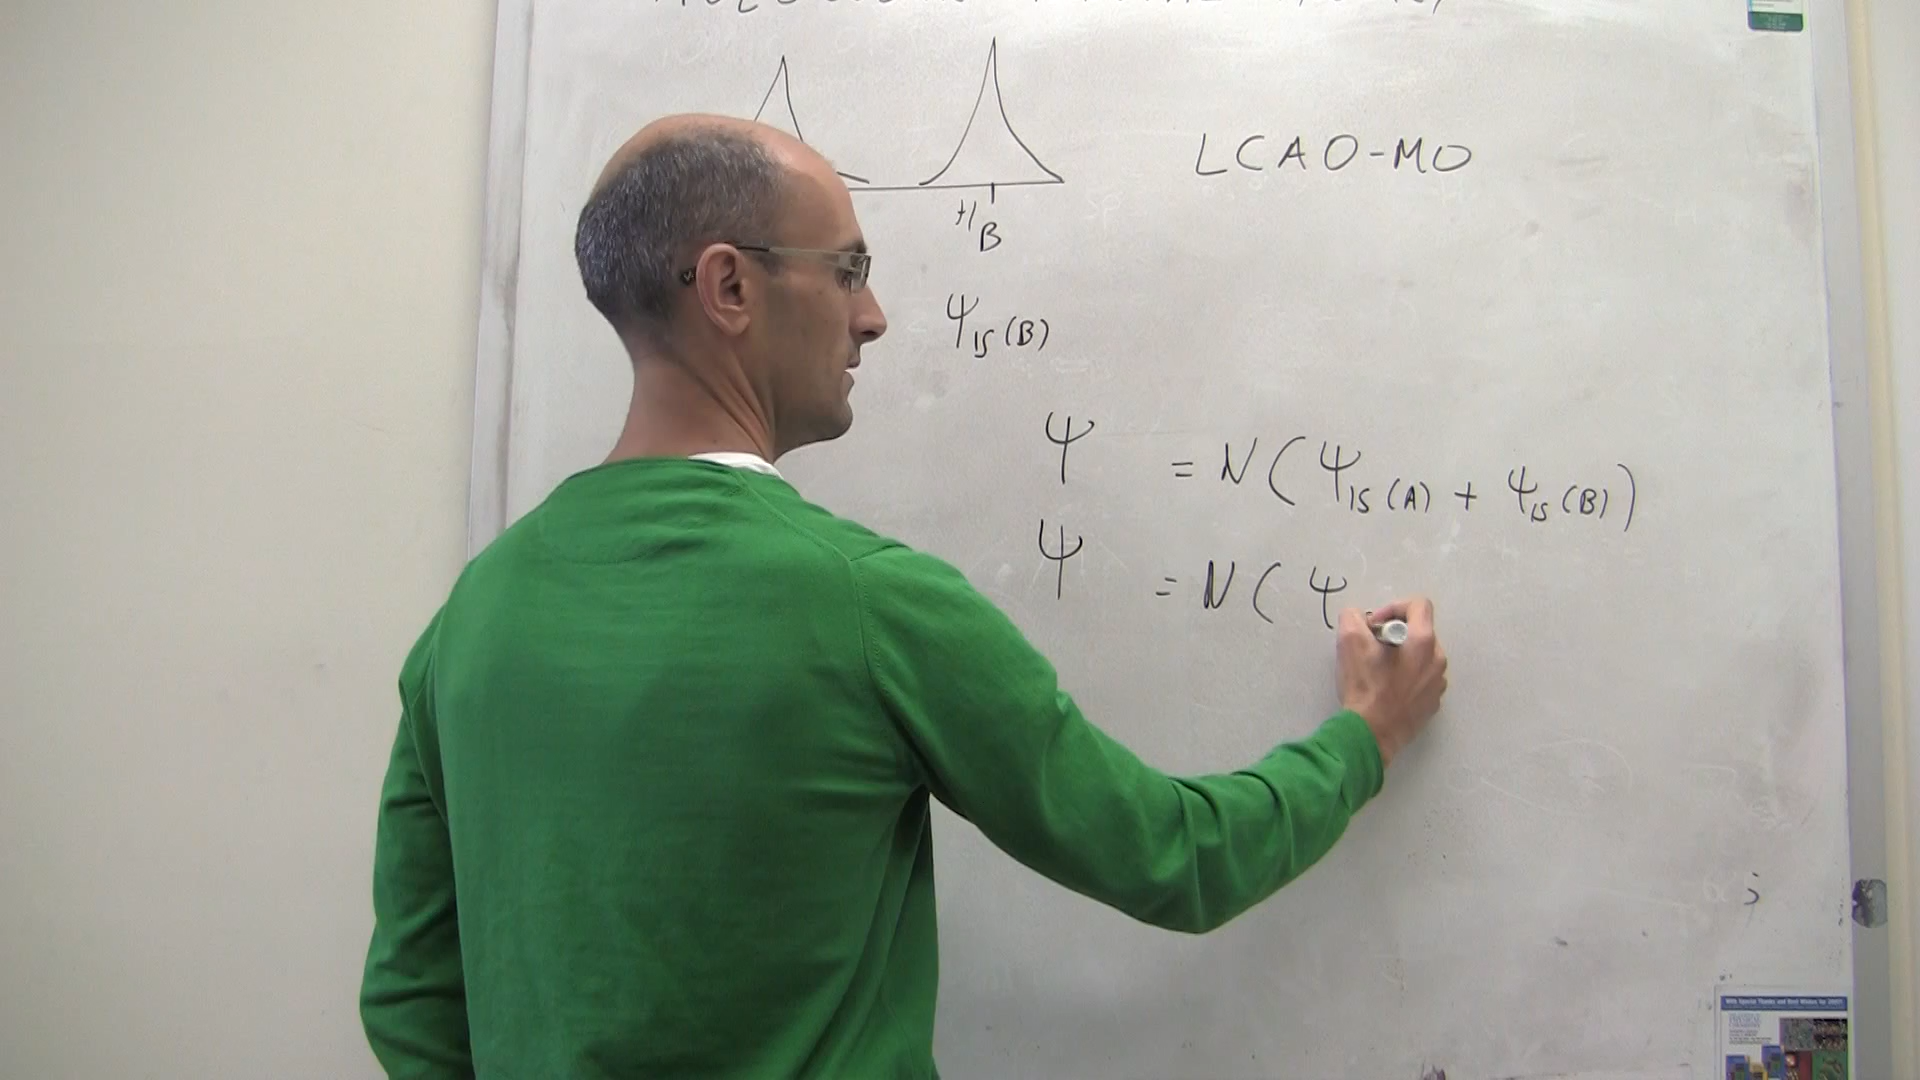 LCAO-MO
H B
Ψ1S (B)
Ψ = N ( Ψ1S (A) + Ψ1S (B) )
Ψ = N ( Ψ